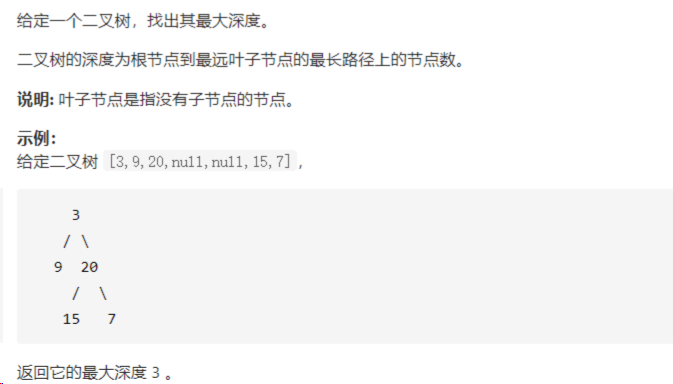 给定一个二叉树，找出其最大深度。
二叉树的深度为根节点到最远叶子节点的最长路径上的节点数。
说明: 叶子节点是指没有子节点的节点。
示例：
给定二叉树 [3,9,20,null,null,15,7]，
3
/ \
9  20
/  \
15   7
返回它的最大深度 3 。